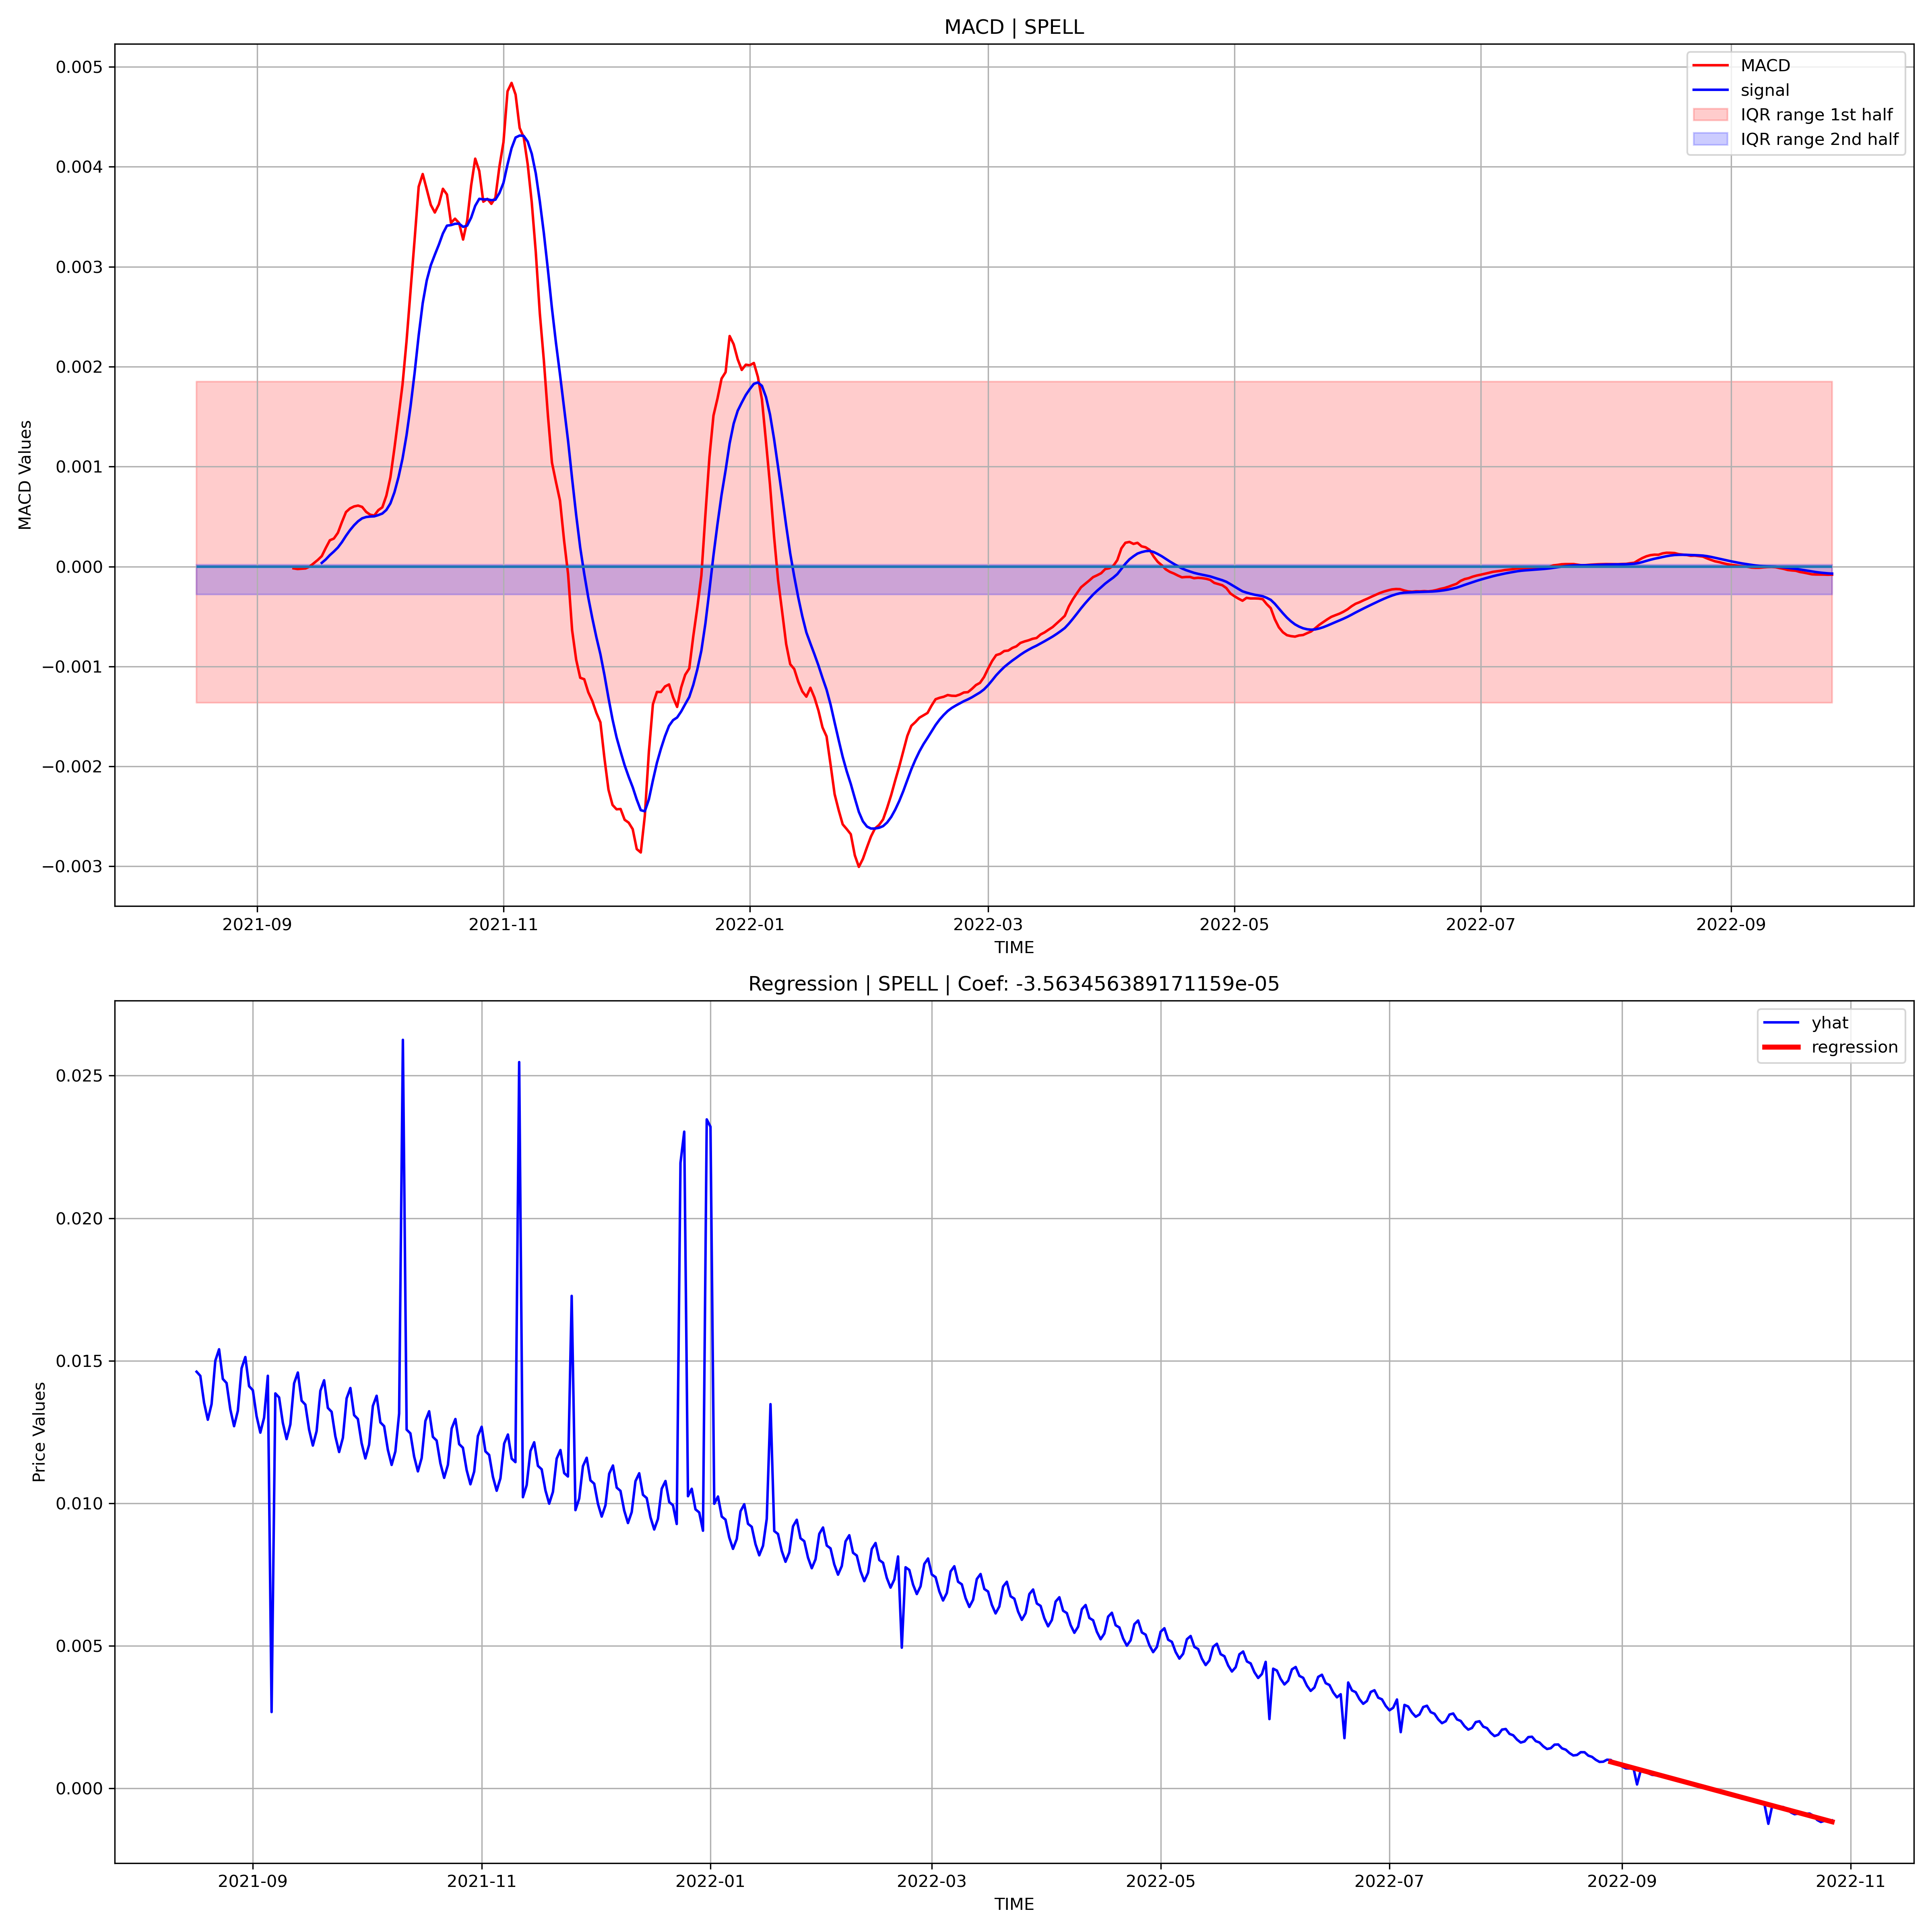 MACD | SPELL
0.005
0.004
0.003
0.002
0.001
0.000
−0.001
−0.002
−0.003
MACD Values
MACD
signal
IQR range 1st half
IQR range 2nd half
2021-09 2021-11 2022-01 2022-03 2022-05 2022-07 2022-09
TIME
Regression | SPELL | Coef: -3.563456389171159e-05
0.025
0.020
0.015
0.010
0.005
0.000
Price Values
yhat
regression
2021-09 2021-11 2022-01 2022-03 2022-05 2022-07 2022-09 2022-11
TIME